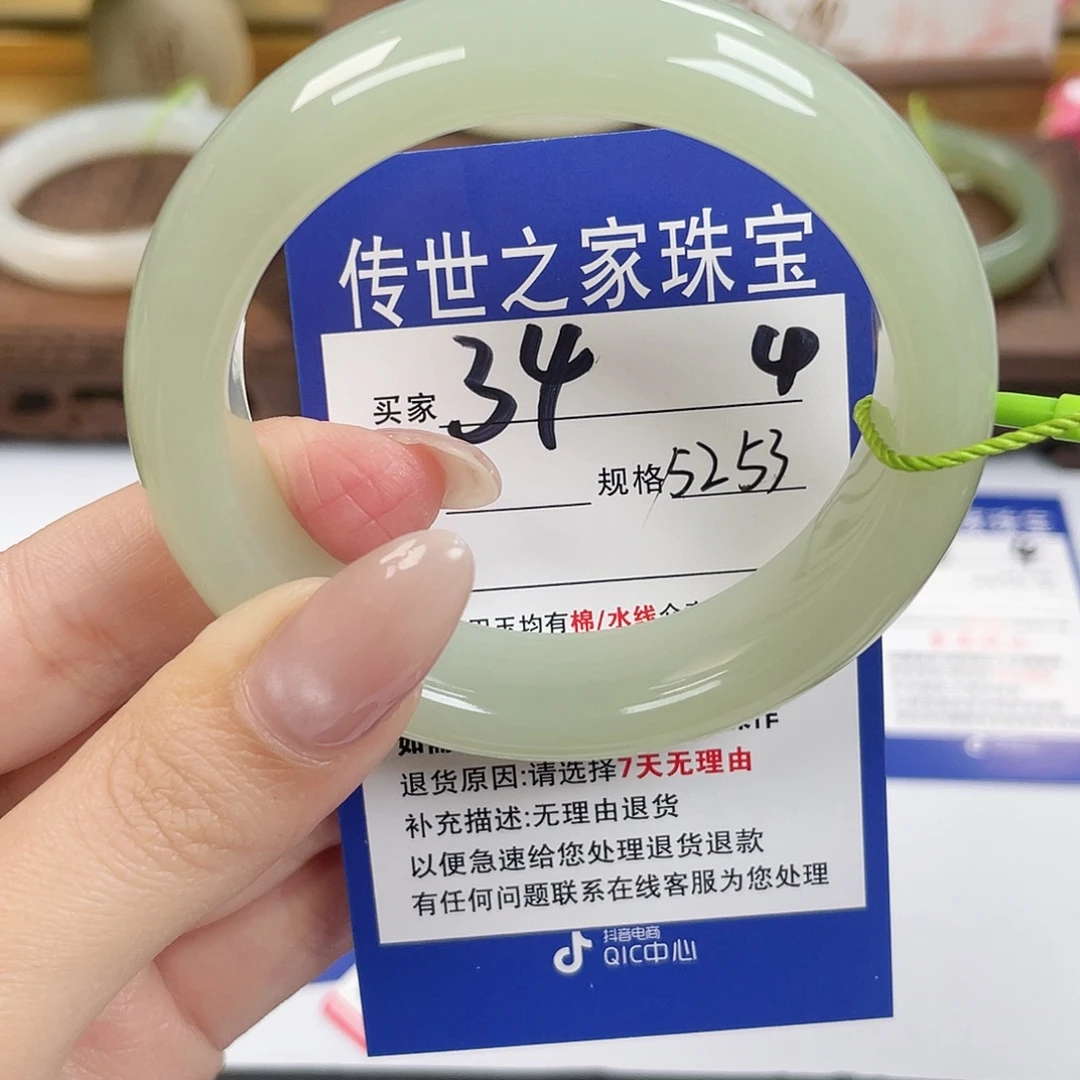 传世之家珠宝
买家 34 4
规格 5253
玉均有棉/水线
退货原因:请选择7天无理由
补充描述:无理由退货
以便急速给您处理退货退款
有任何问题联系在线客服为您处理
抖音电商
QIC中心